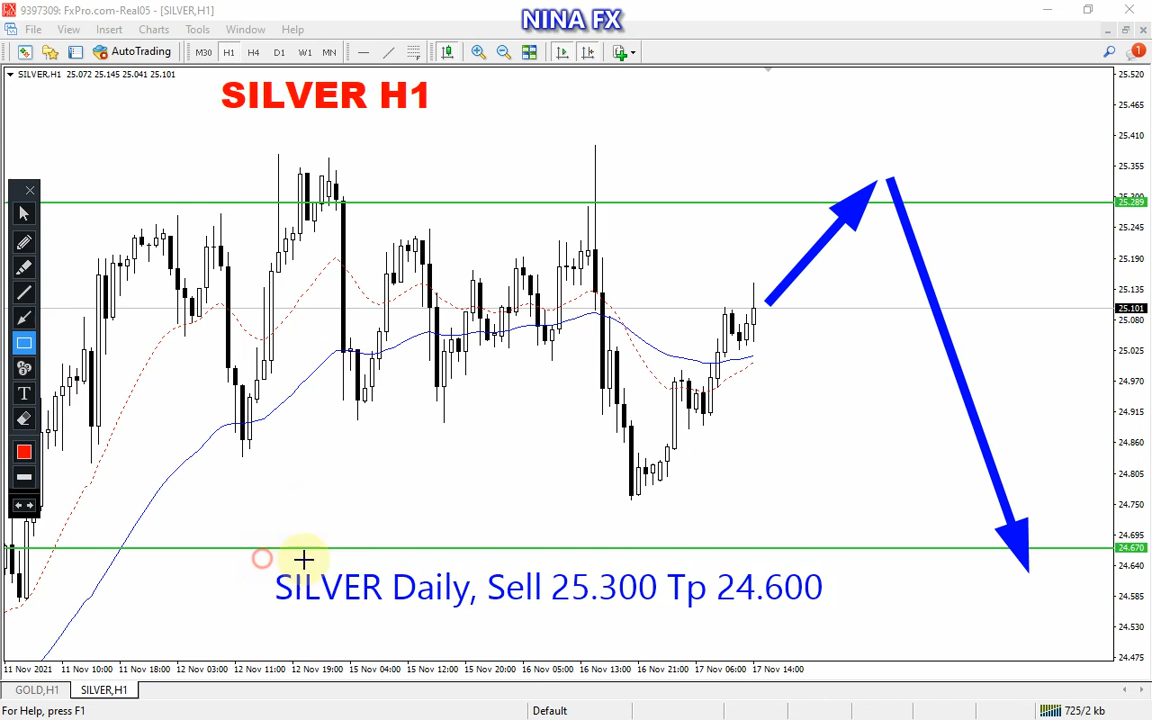 9397309: FxPro.com-Real05 - [SILVER,H1]
NINA FX
File View Insert Charts Tools Window Help
AutoTrading M30 H1 H4 D1 W1 MN 1
SILVER,H1 25.072 25.145 25.041 25.101
SILVER H1
25.520
25.465
25.410
25.355
25.289
25.245
25.190
25.135
25.101
25.080
25.025
24.970
24.915
24.860
24.805
24.750
24.695
24.670
24.640
24.585
24.530
24.475
T
SILVER Daily, Sell 25.300 Tp 24.600
11 Nov 2021 11 Nov 10:00 11 Nov 18:00 12 Nov 03:00 12 Nov 11:00 12 Nov 19:00 15 Nov 04:00 15 Nov 12:00 15 Nov 20:00 16 Nov 05:00 16 Nov 13:00 16 Nov 21:00 17 Nov 06:00 17 Nov 14:00
GOLD,H1 SILVER,H1
For Help, press F1 Default 725/2 kb